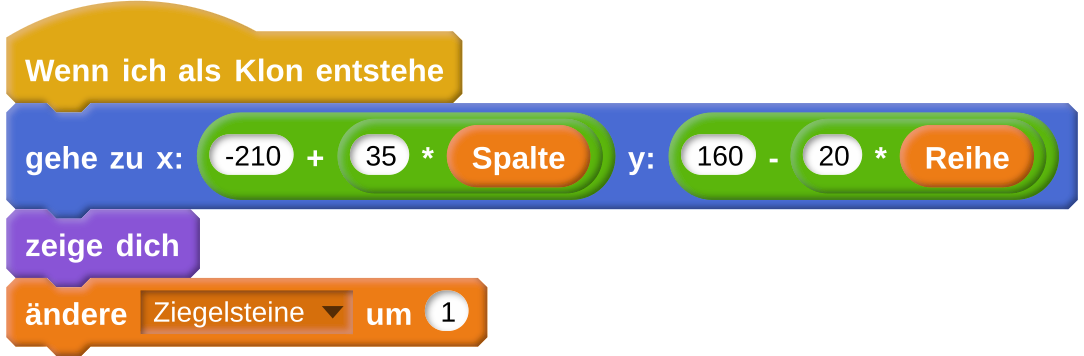 Wenn ich als Klon entstehe
gehe zu x: -210 + 35 * Spalte y: 160 - 20 * Reihe
zeige dich
ändere Ziegelsteine um 1